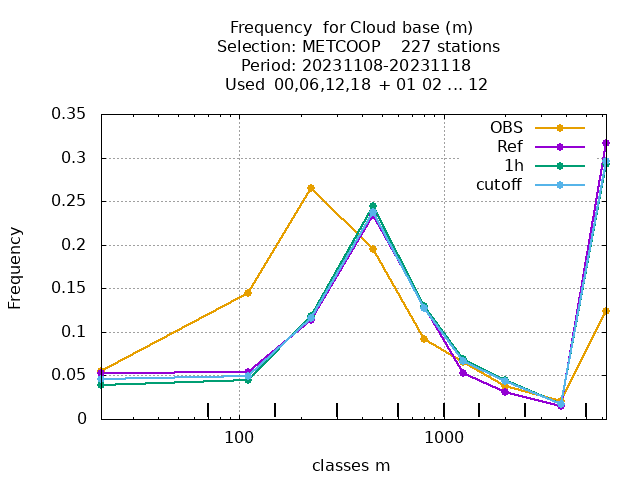 Frequency  for Cloud base (m)
Selection: METCOOP    227 stations
Period: 20231108-20231118
Used  00,06,12,18 + 01 02 ... 12
0.35
0.3
0.25
0.2
0.15
0.1
0.05
0
Frequency
OBS
Ref
1h
cutoff
100
1000
classes m